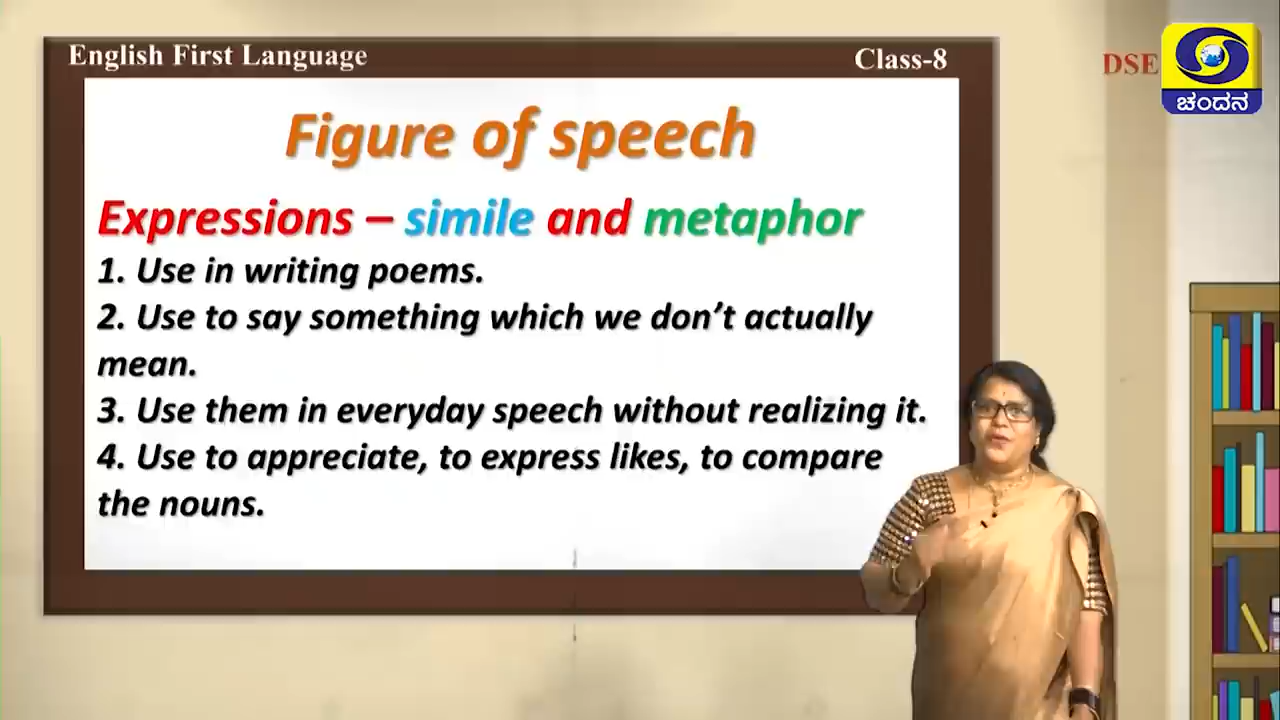 English First Language
Class-8
DSE
ಚಂದನ
Figure of speech
Expressions – simile and metaphor
1. Use in writing poems.
2. Use to say something which we don’t actually
mean.
3. Use them in everyday speech without realizing it.
4. Use to appreciate, to express likes, to compare
the nouns.